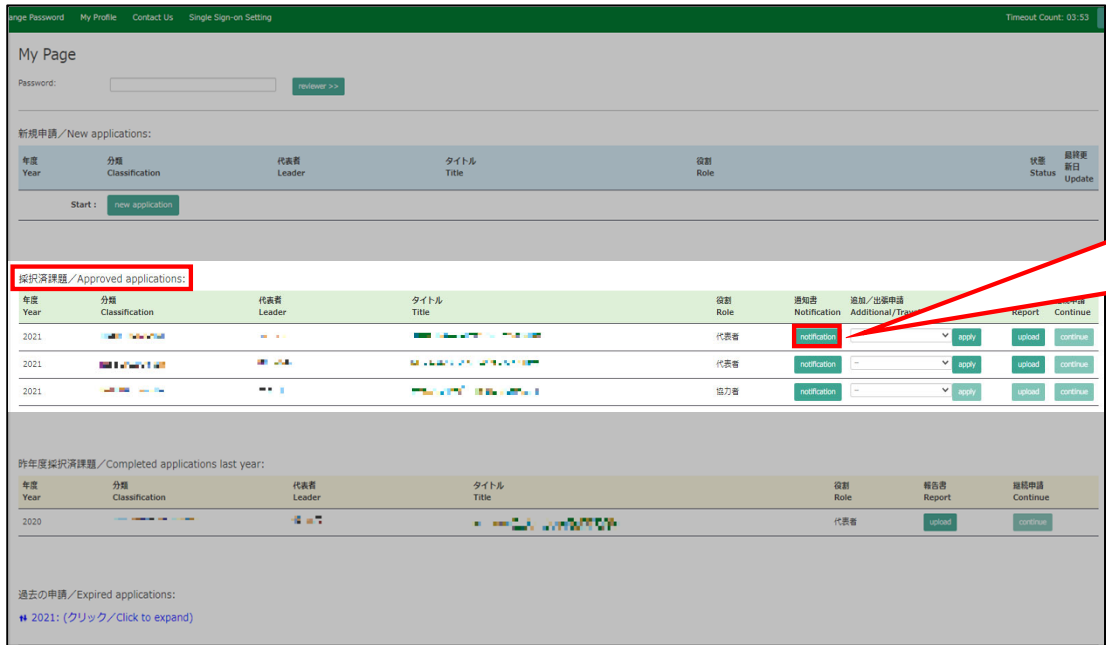 ange Password My Profile Contact Us Single Sign-on Setting Timeout Count: 03:53
My Page
Password: reviewer >>
新規申請／New applications:
年度 分類 代表者 タイトル 役割 状態 最終更新日
Year Classification Leader Title Role Status Update
Start : new application
採択済課題／Approved applications:
年度 分類 代表者 タイトル 役割 通知書 追加／出張申請
Year Classification Leader Title Role Notification Additional/Trave Report Continue
2021 代表者 notification apply upload continue
2021 代表者 notification -- apply upload continue
2021 協力者 notification -- apply upload continue
昨年度採択済課題／Completed applications last year:
年度 分類 代表者 タイトル 役割 報告書 継続申請
Year Classification Leader Title Role Report Continue
2020 代表者 upload continue
過去の申請／Expired applications:
2021: (クリック／Click to expand)